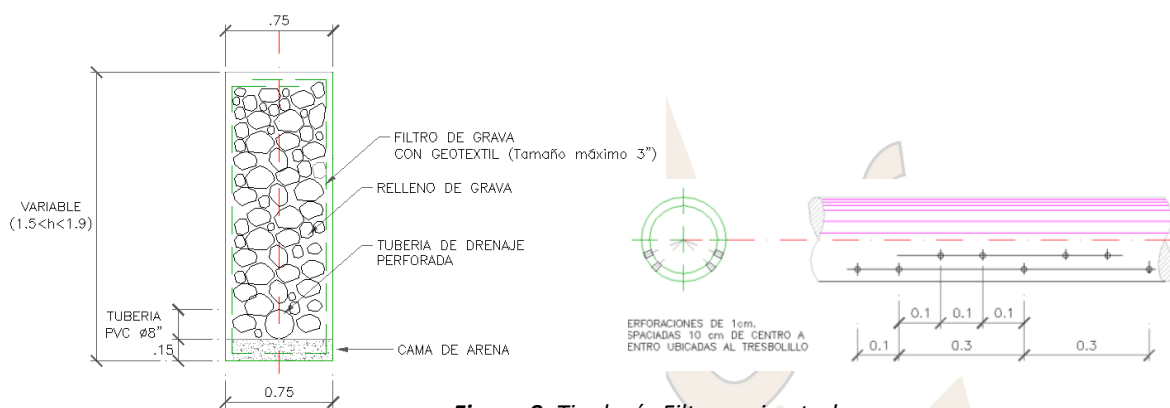 .75
FILTRO DE GRAVA
CON GEOTEXTIL (Tamaño máximo 3")
RELLENO DE GRAVA
VARIABLE
(1.5<h<1.9)
TUBERIA DE DRENAJE
PERFORADA
TUBERIA
PVC ø8"
.15
CAMA DE ARENA
0.75
ERFORACIONES DE 1cm.
SPACIADAS 10 cm DE CENTRO A
ENTRO UBICADAS AL TRESBOLILLO
0.1 0.1 0.1
0.1 0.3 0.3